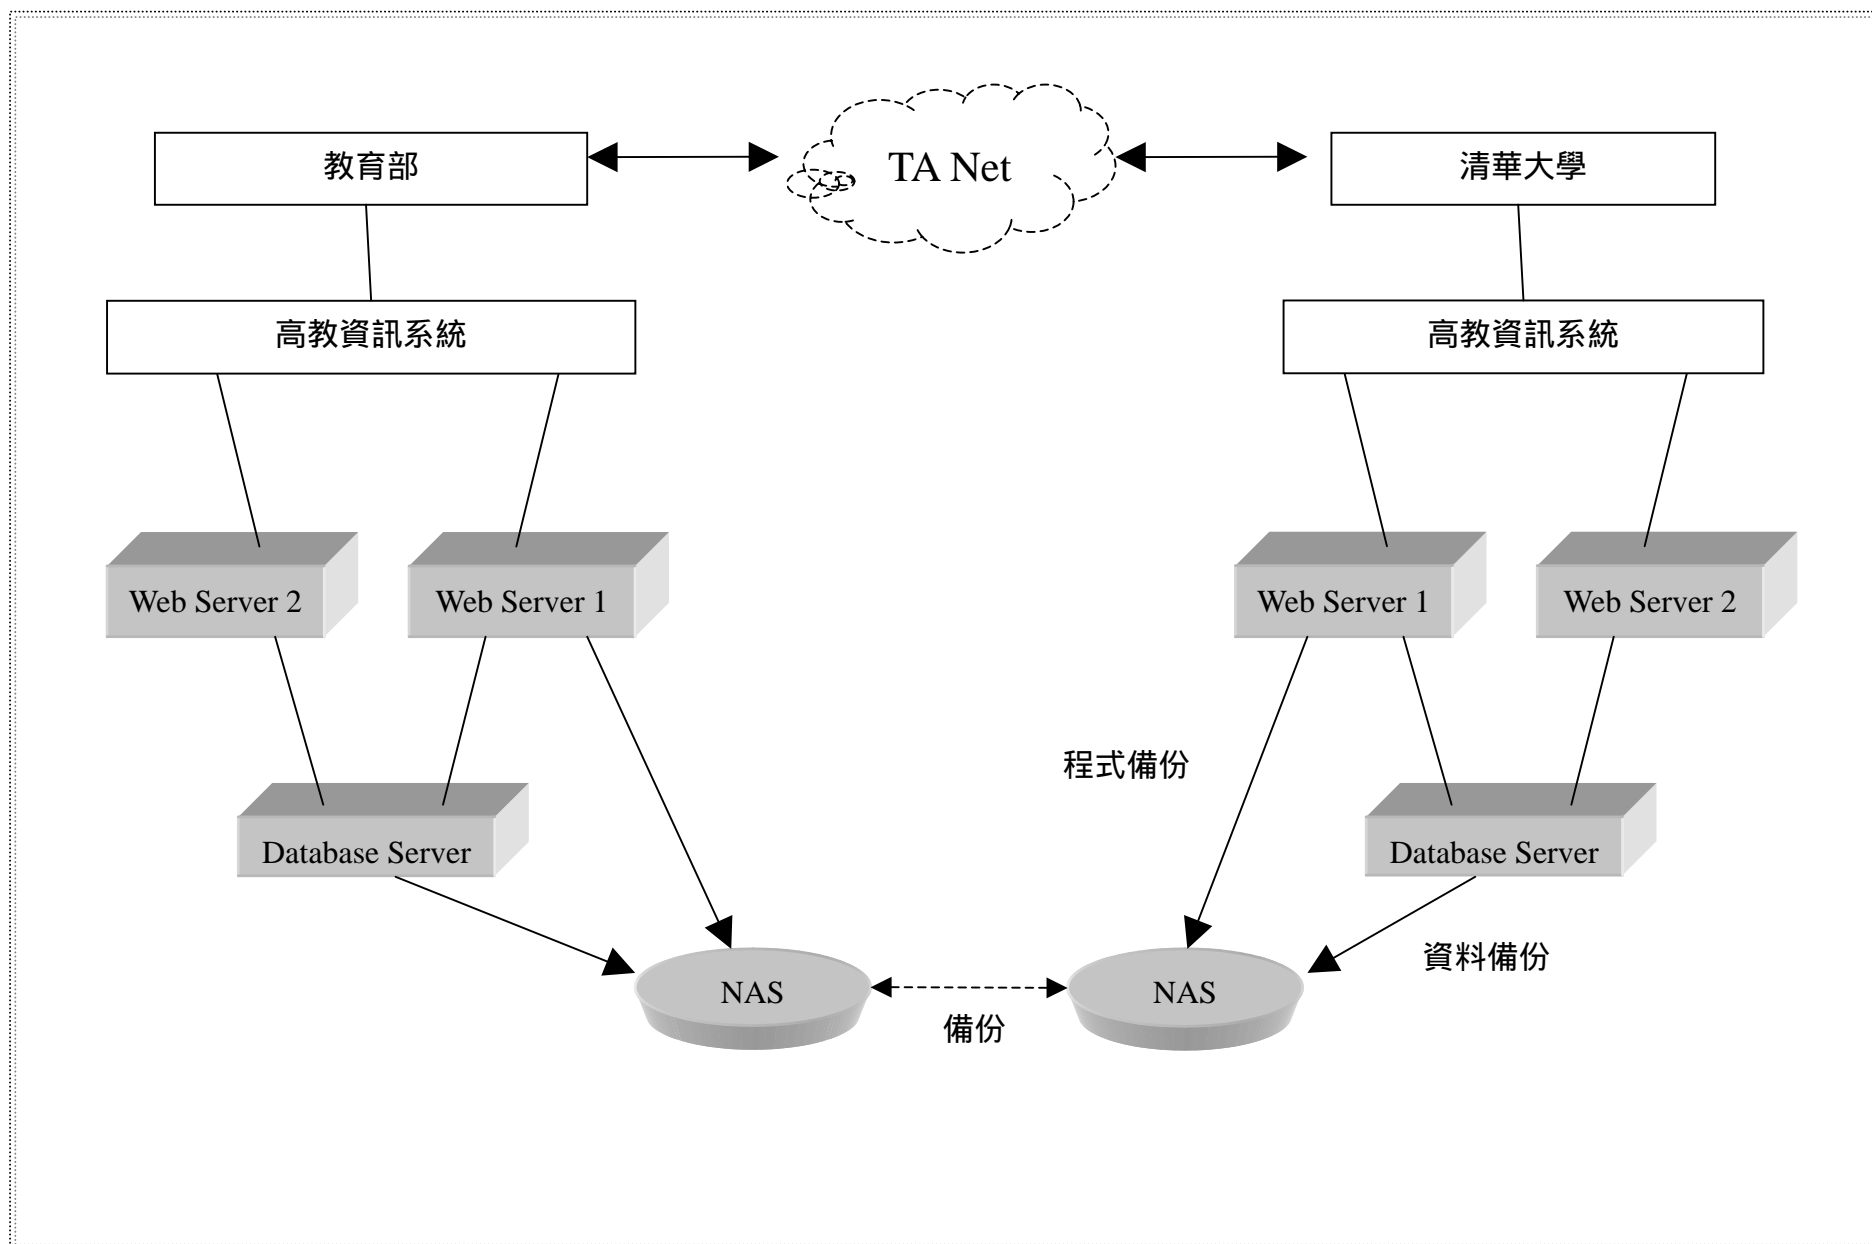 教育部
TA Net
清華大學
高教資訊系統
高教資訊系統
Web Server 2
Web Server 1
Web Server 1
Web Server 2
程式備份
Database Server
Database Server
資料備份
NAS
NAS
備份